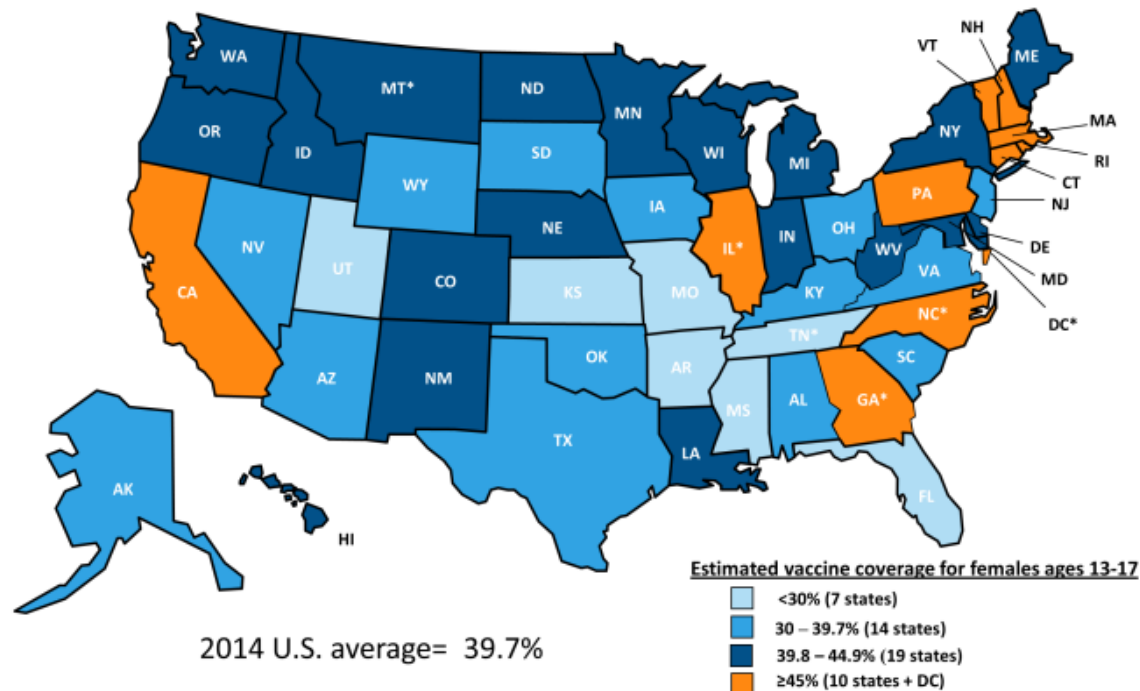 NH
VT
ME
WA
MT*
ND
MN
MA
OR
NY
ID
WI
SD
MI
RI
WY
CT
PA
IA
NJ
NE
OH
IL*
IN
NV
DE
WV
UT
CO
VA
MD
CA
KS
MO
KY
DC*
NC*
TN*
OK
SC
AR
AZ
NM
MS
AL
GA*
TX
LA
AK
FL
HI
Estimated vaccine coverage for females ages 13-17
<30% (7 states)
30 – 39.7% (14 states)
39.8 – 44.9% (19 states)
≥45% (10 states + DC)
2014 U.S. average= 39.7%